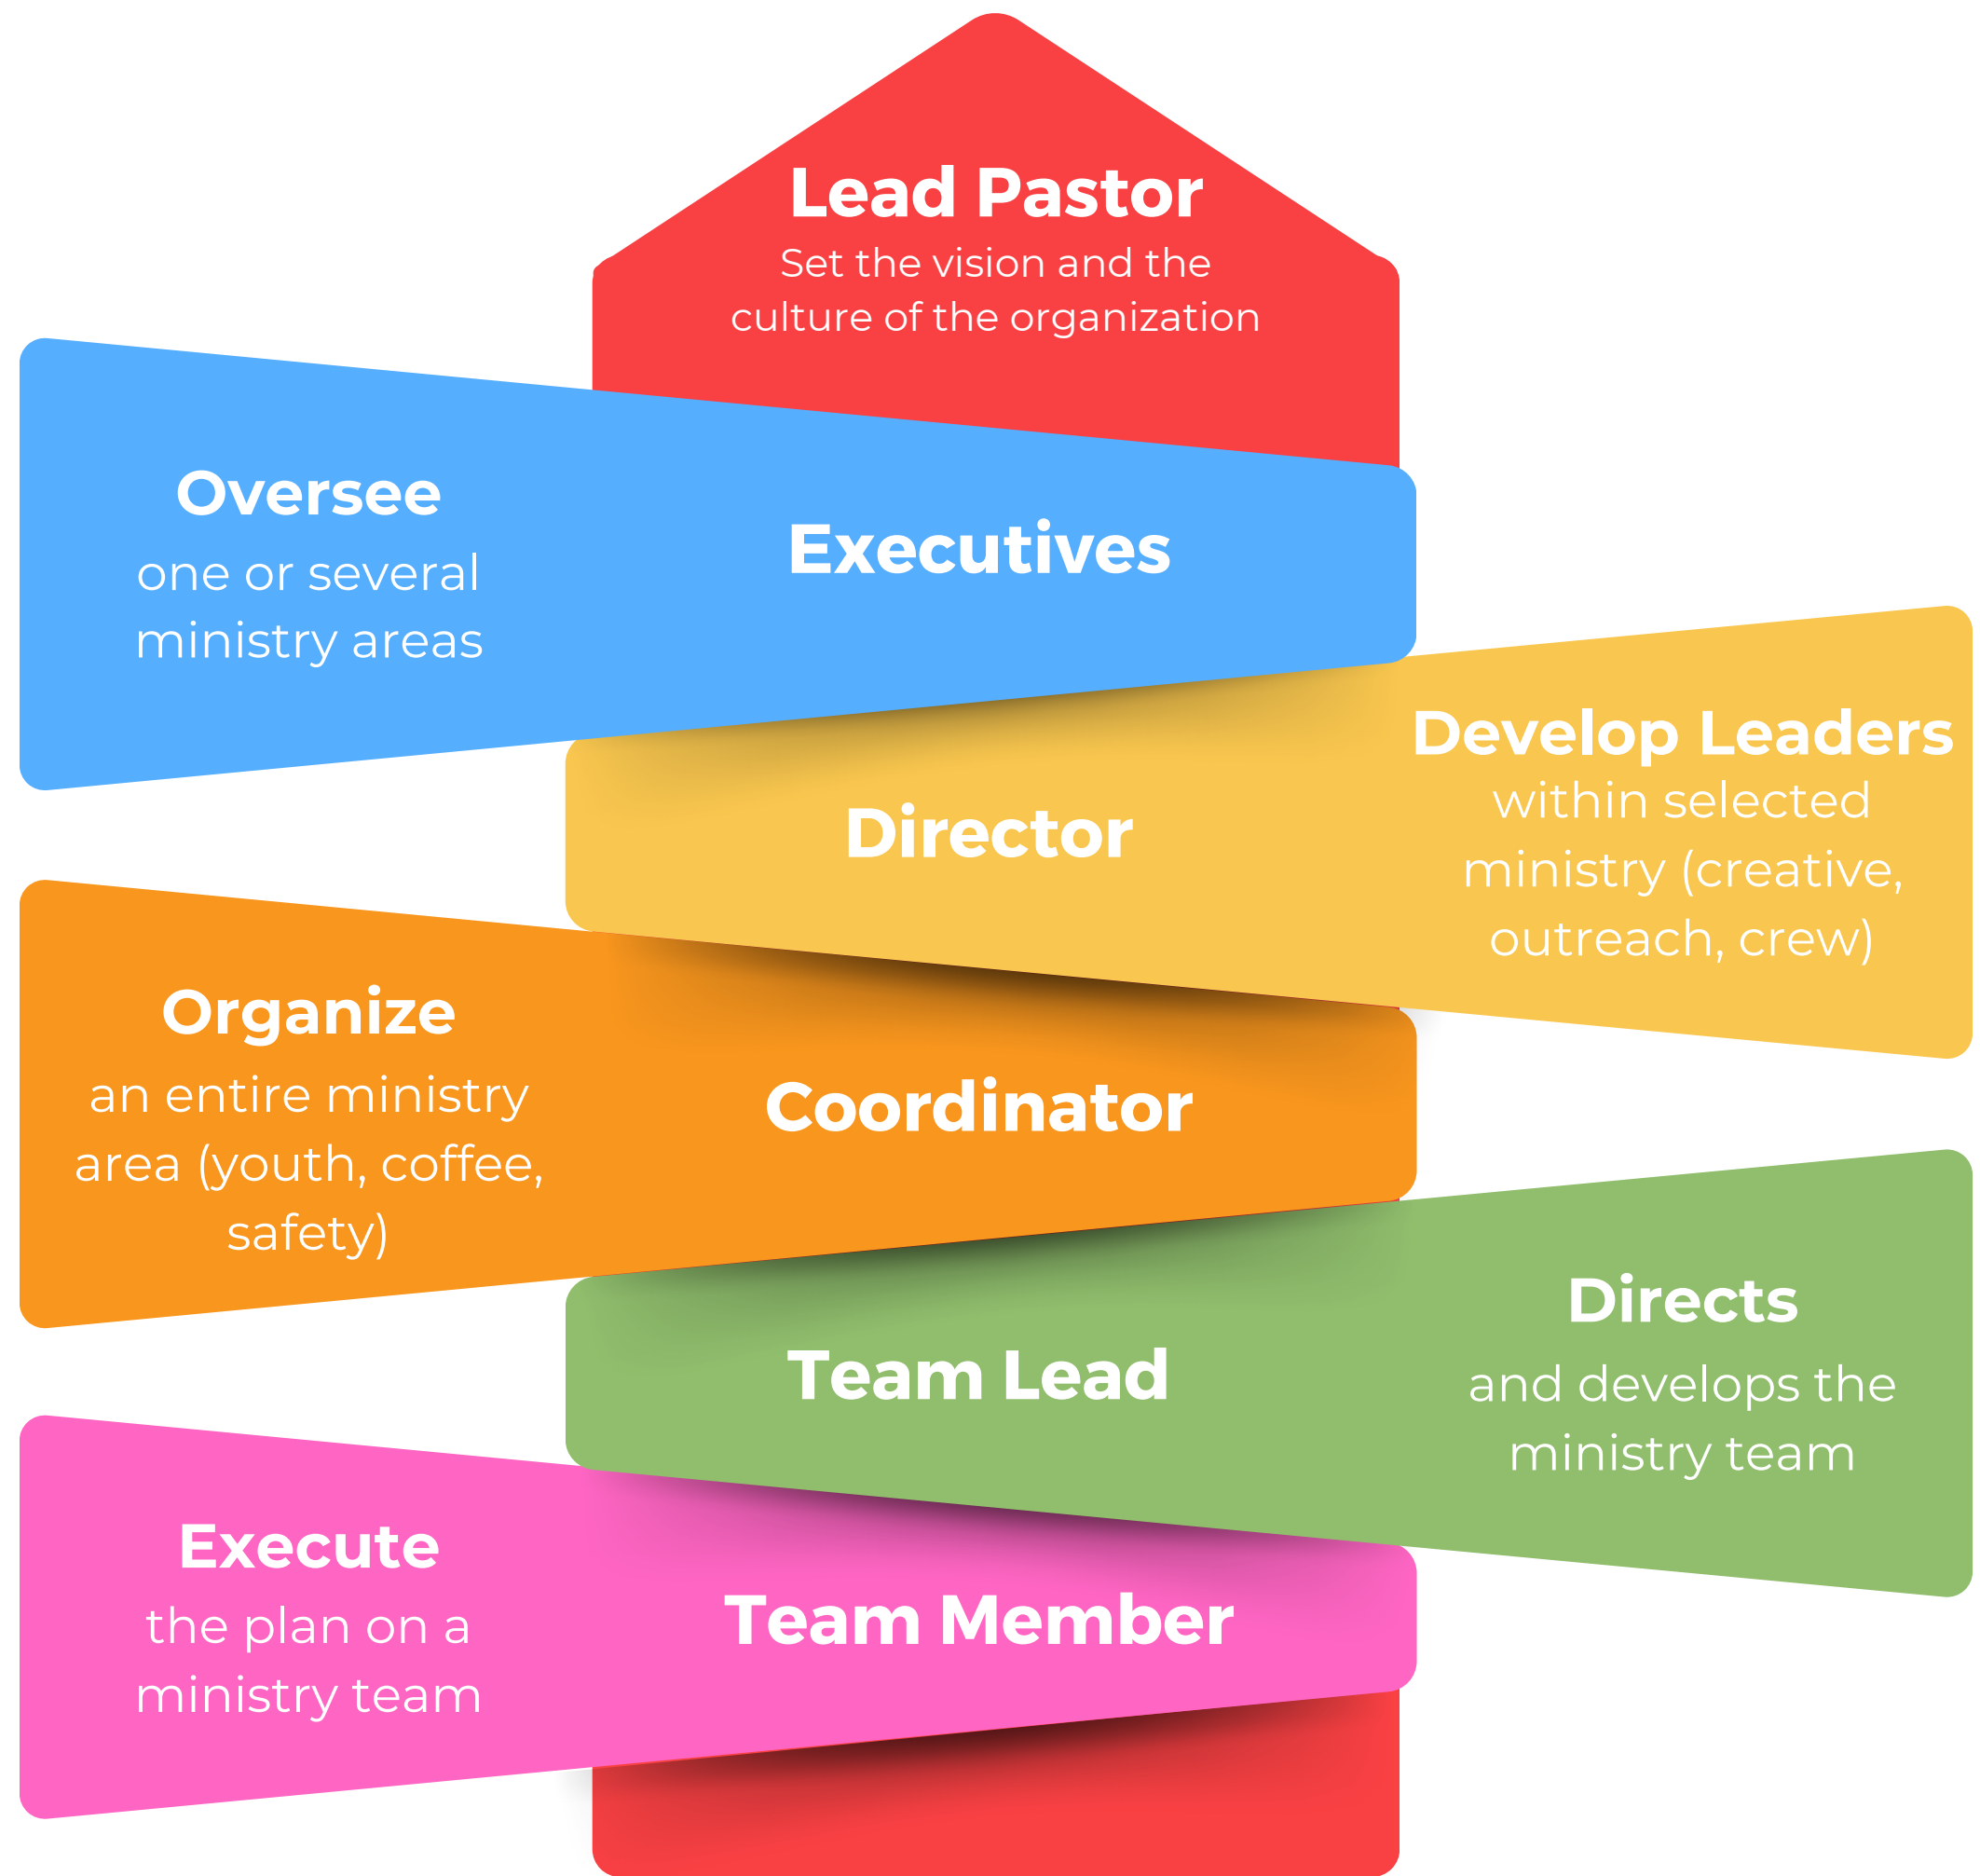 Lead Pastor
Set the vision and the
culture of the organization
Oversee
one or several
ministry areas
Executives
Director
Develop Leaders
within selected
ministry (creative,
outreach, crew)
Organize
an entire ministry
area (youth, coffee,
safety)
Coordinator
Team Lead
Directs
and develops the
ministry team
Execute
the plan on a
ministry team
Team Member